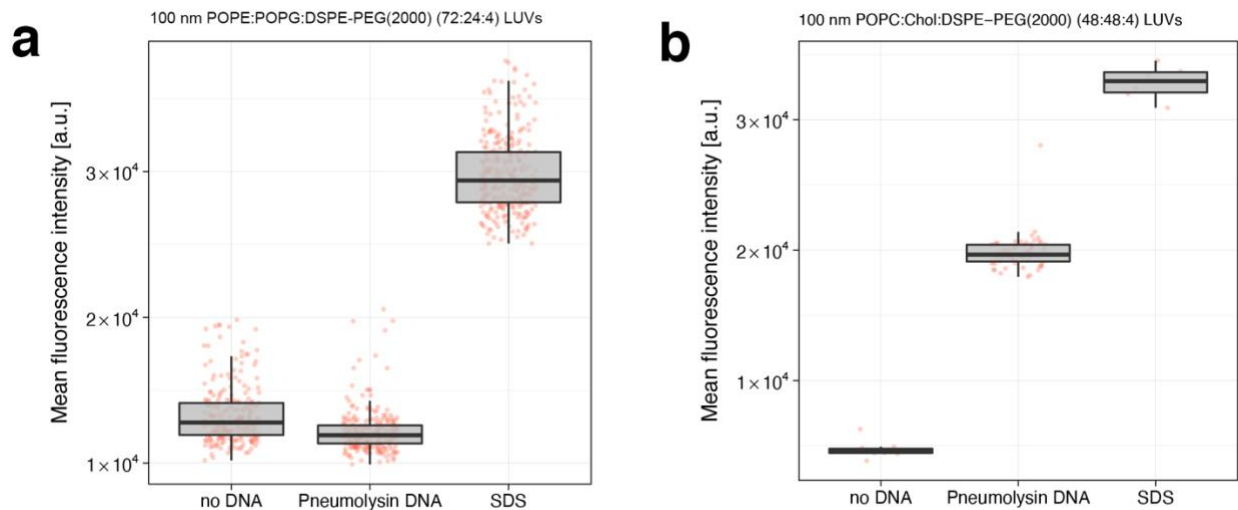 100 nm POPE:POPG:DSPE-PEG(2000) (72:24:4) LUVs
a
Mean fluorescence intensity [a.u.]
3×10⁴
2×10⁴
1×10⁴
no DNA Pneumolysin DNA SDS
100 nm POPC:Chol:DSPE−PEG(2000) (48:48:4) LUVs
b
Mean fluorescence intensity [a.u.]
3×10⁴
2×10⁴
1×10⁴
no DNA Pneumolysin DNA SDS